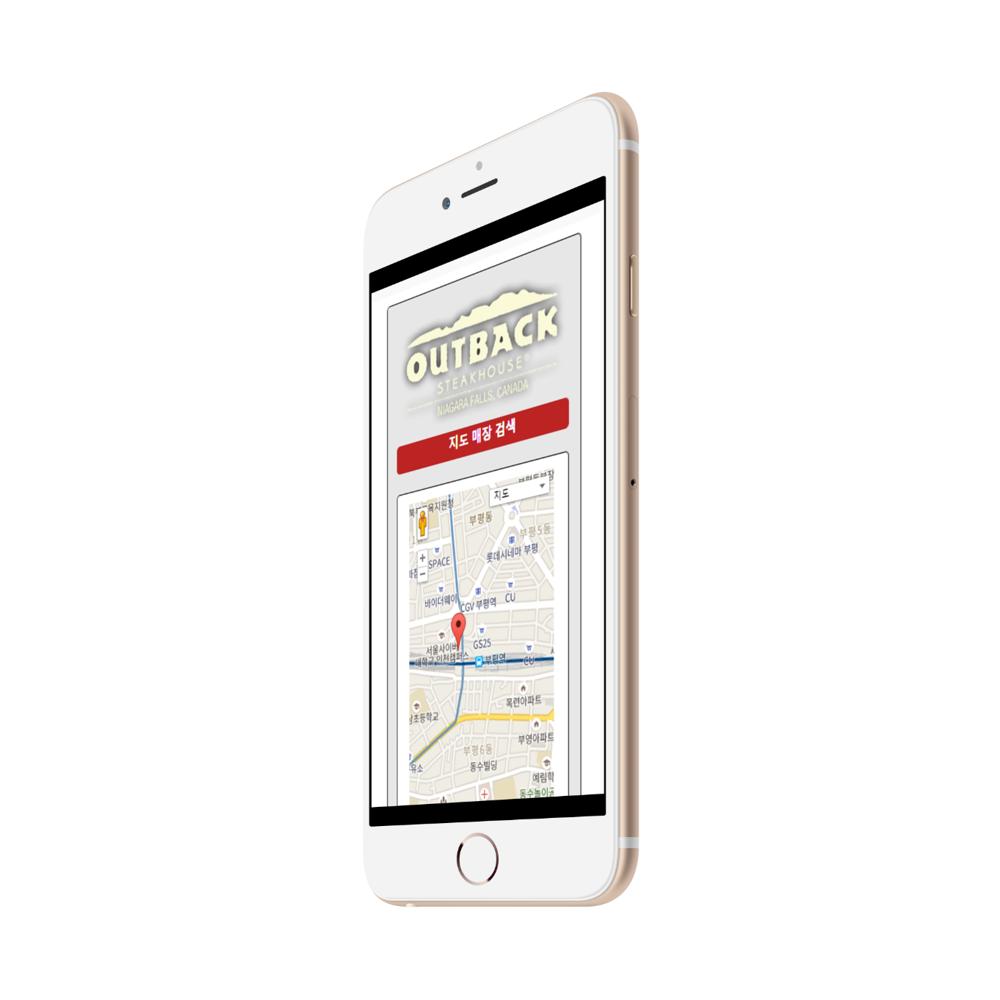 OUTBACK
STEAKHOUSE®
NIAGARA FALLS, CANADA
지도 매장 검색
지도
육지원청
부평동
부평5동
롯데시네마 부평
SPACE
바이더웨이
CGV 부평역
CU
GS25
서울사이버
대학교 인천캠퍼스
부평역
CU
목련아파트
남초등학교
부영아파트
부평6동
동수빌딩
유소
예림학
동수놀이공